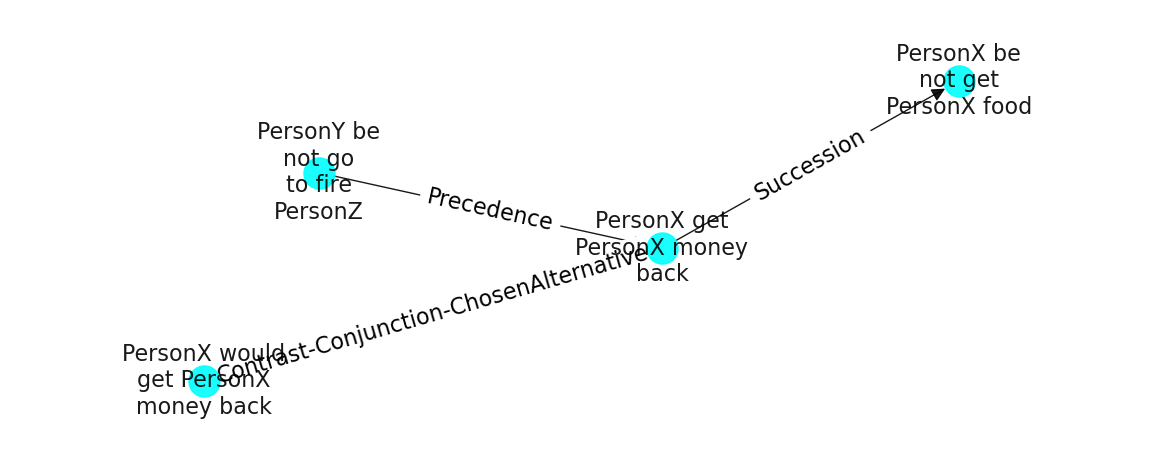 PersonX be
not get
PersonX food
Succession
PersonY be
not go
to fire
PersonZ
Precedence
PersonX get
PersonX money
back
Contrast-Conjunction-ChosenAlternative
PersonX would
get PersonX
money back